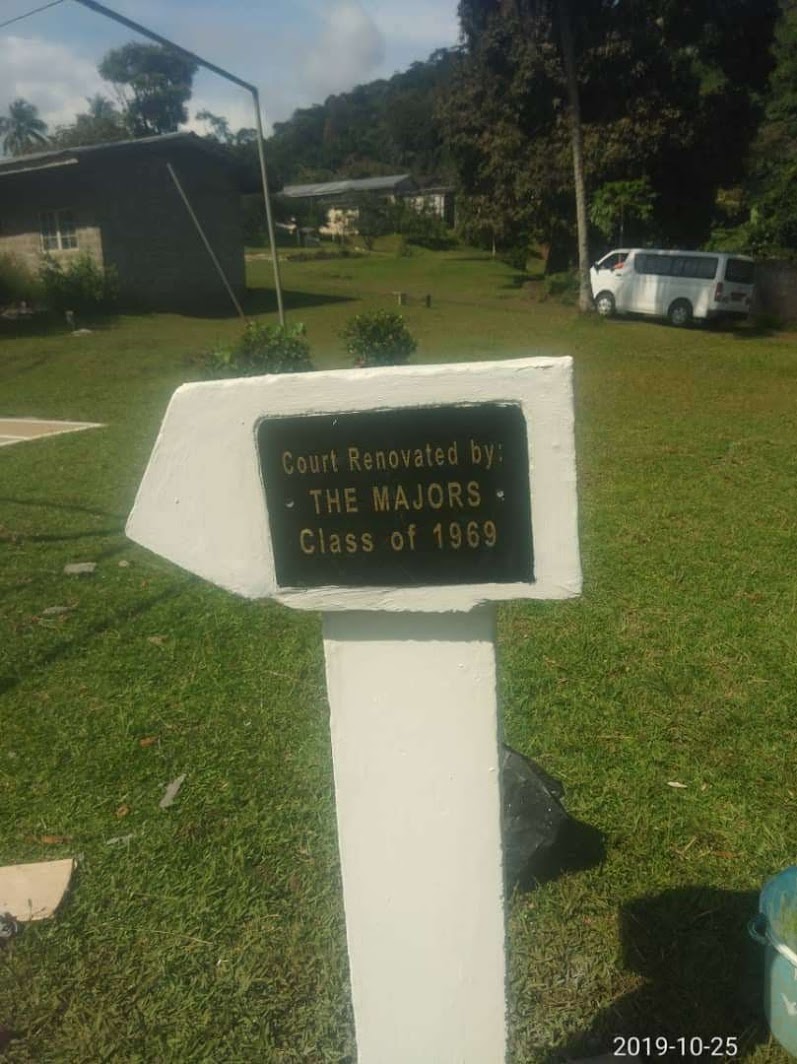 Court Renovated by:
THE MAJORS
Class of 1969
2019-10-25